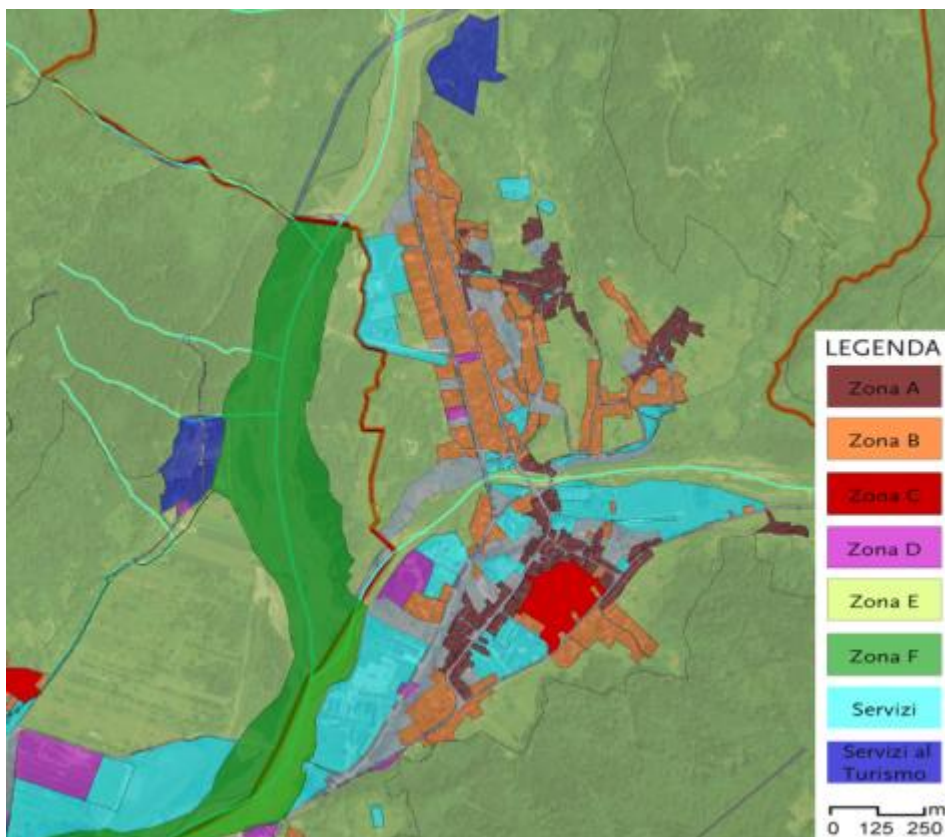 LEGENDA
Zona A
Zona B
Zona C
Zona D
Zona E
Zona F
Servizi
Servizi al
Turismo
m
0 125 250